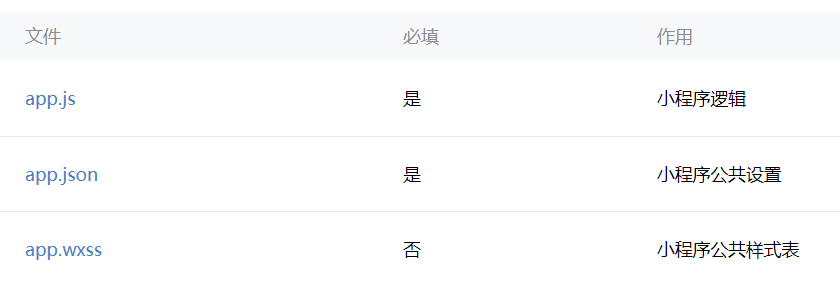 文件 必填 作用
app.js 是 小程序逻辑
app.json 是 小程序公共设置
app.wxss 否 小程序公共样式表